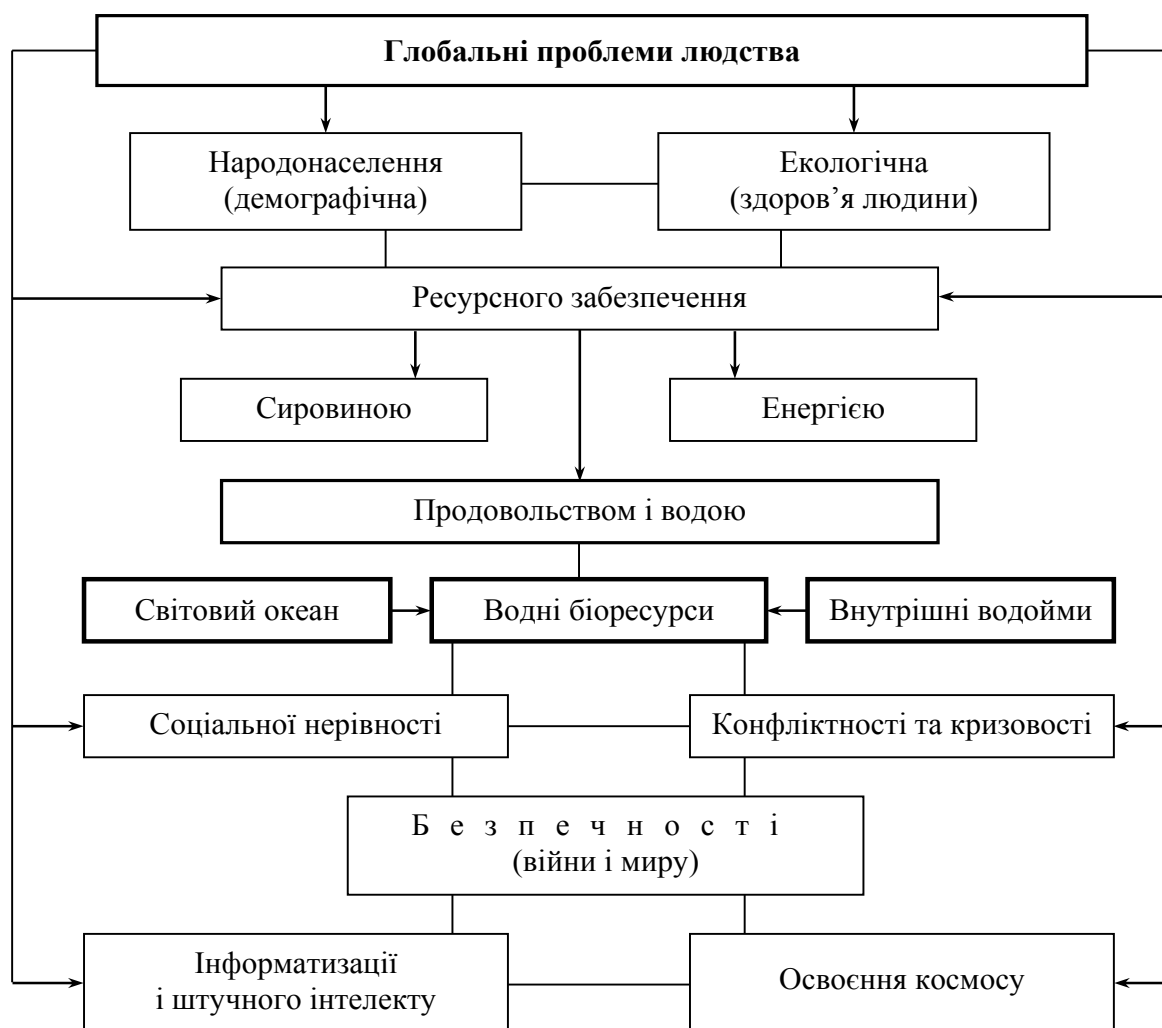 Глобальні проблеми людства
Народонаселення
(демографічна)
Екологічна
(здоров’я людини)
Ресурсного забезпечення
Сировиною
Енергією
Продовольством і водою
Світовий океан
Водні біоресурси
Внутрішні водойми
Соціальної нерівності
Конфліктності та кризовості
Б е з п е ч н о с т і
(війни і миру)
Інформатизації
і штучного інтелекту
Освоєння космосу